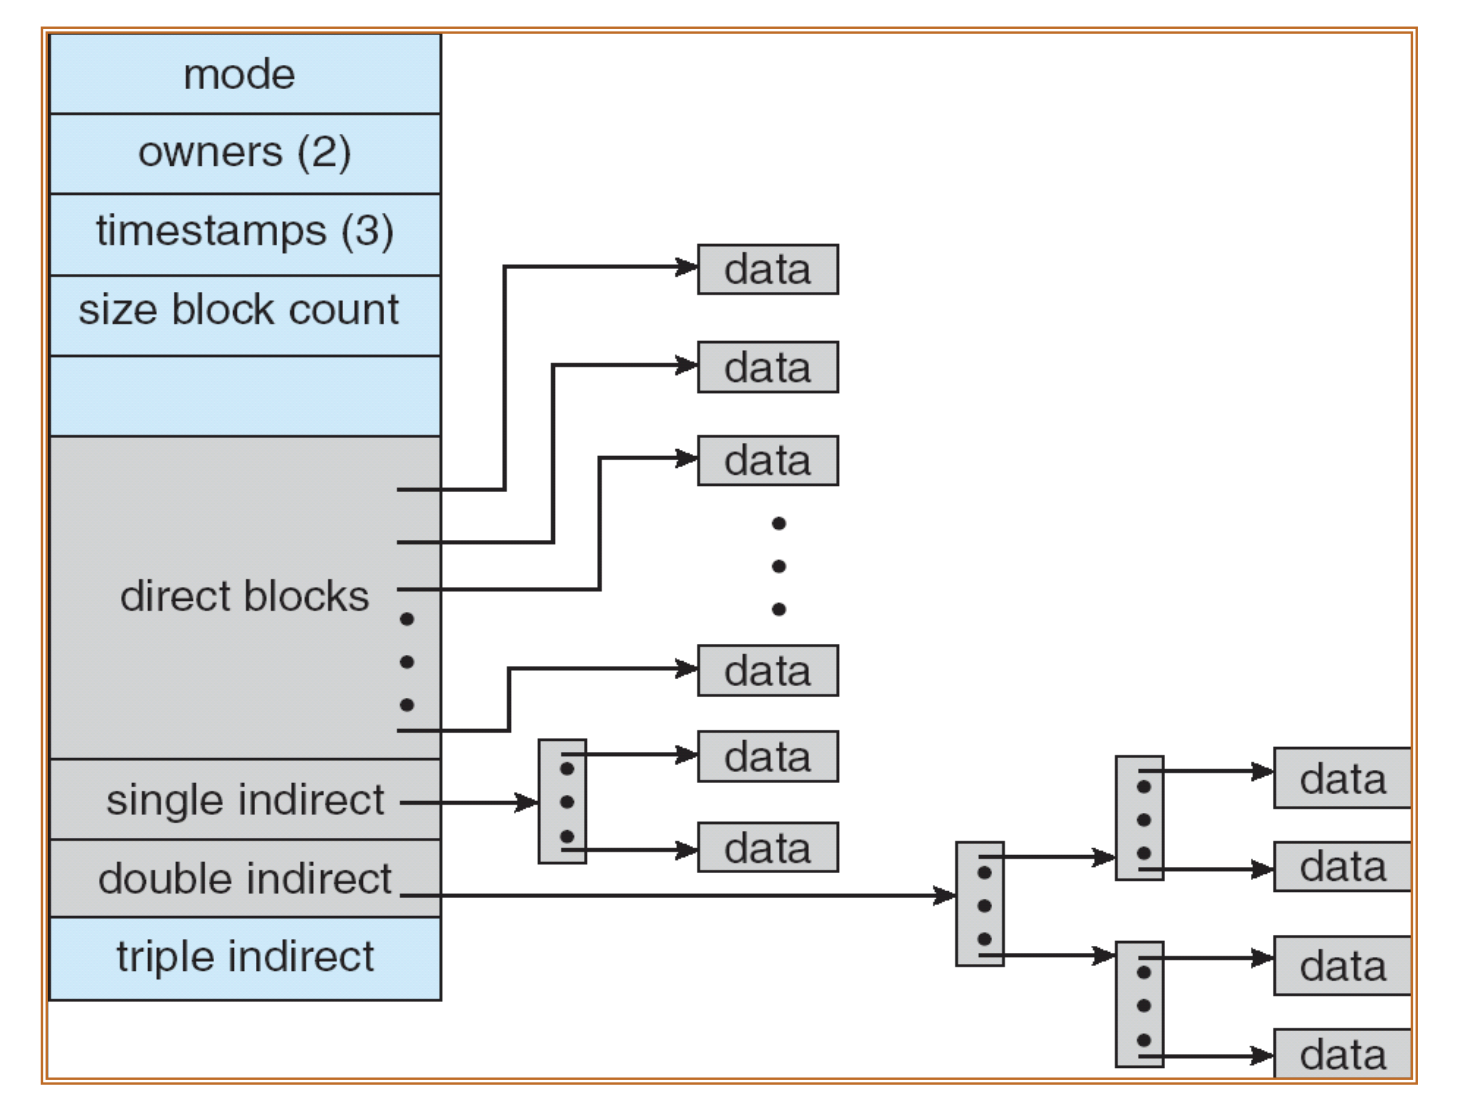 mode
owners (2)
timestamps (3)
size block count
direct blocks
single indirect
double indirect
triple indirect
data
data
data
data
data
data
data
data
data
data